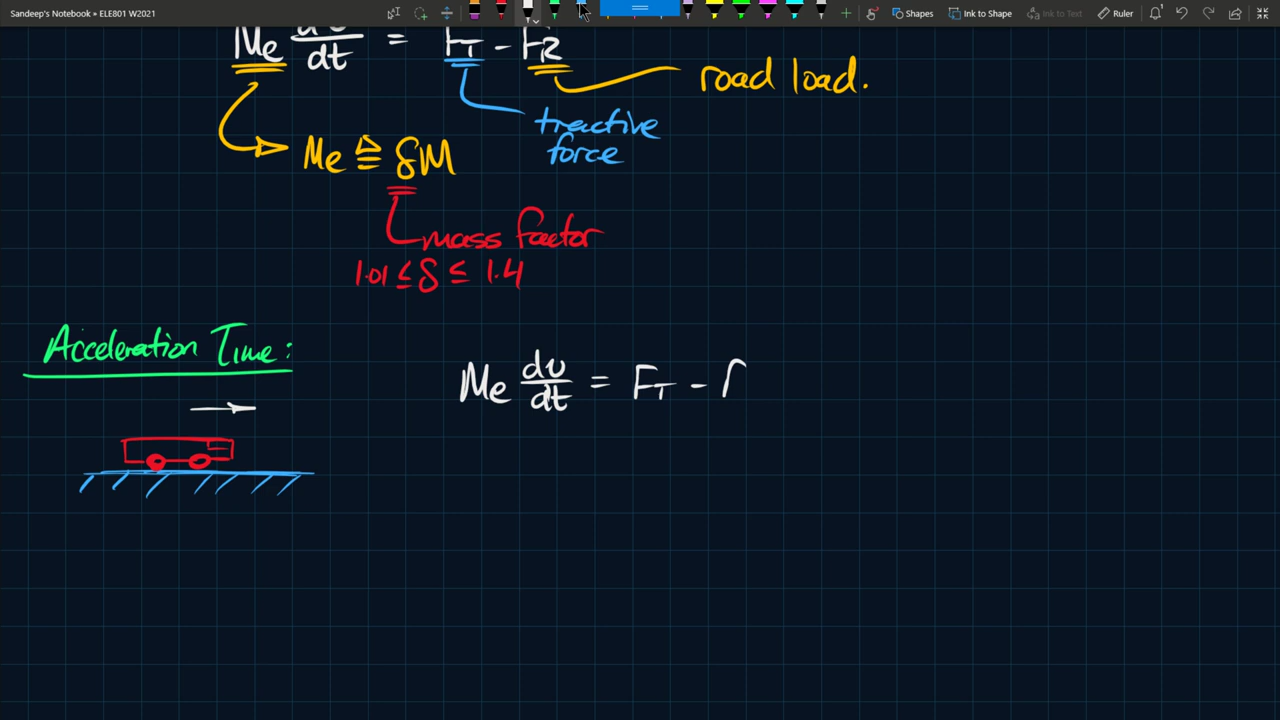 Sandeep's Notebook » ELE801 W2021
Shapes Ink to Shape Ink to Text Ruler
Me dv/dt = FT - FR
road load.
tractive
force
Me ≙ δM
mass factor
1.01 ≤ δ ≤ 1.4
Acceleration Time:
Me dv/dt = FT -